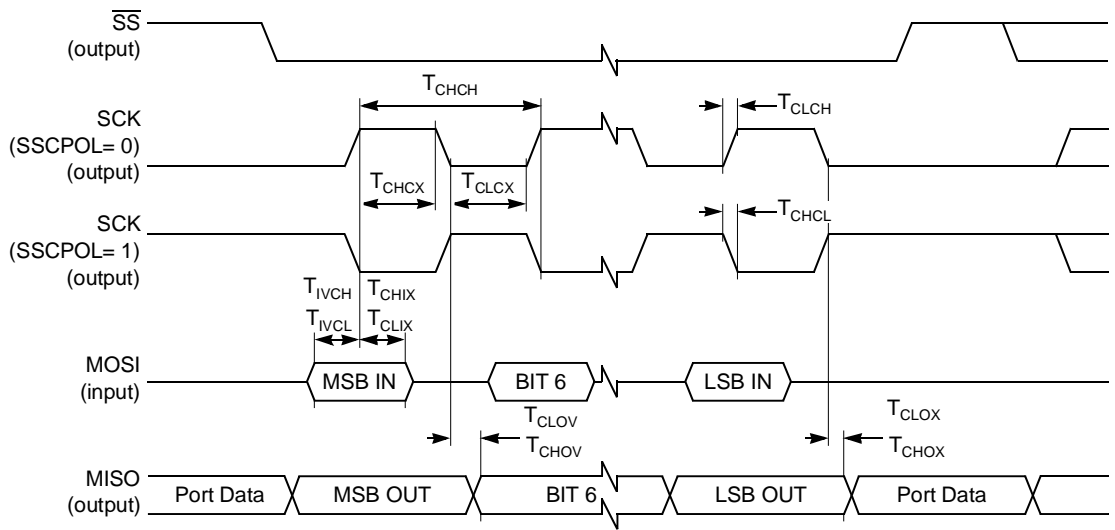 SS
(output)
T_CHCH
T_CLCH
SCK
(SSCPOL= 0)
(output)
T_CHCX
T_CLCX
T_CHCL
SCK
(SSCPOL= 1)
(output)
T_IVCH
T_CHIX
T_IVCL
T_CLIX
MOSI
(input)
MSB IN
BIT 6
LSB IN
T_CLOV
T_CLOX
T_CHOV
T_CHOX
MISO
(output)
Port Data
MSB OUT
BIT 6
LSB OUT
Port Data